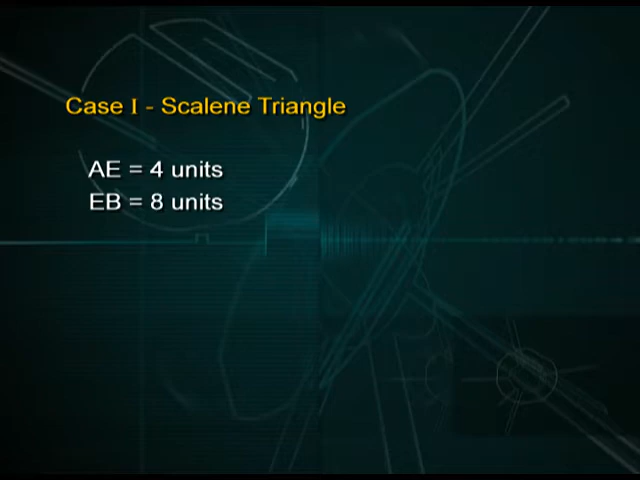 Case I - Scalene Triangle
AE = 4 units
EB = 8 units